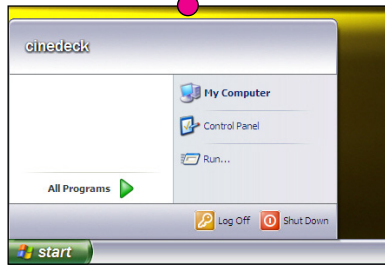 cinedeck
My Computer
Control Panel
Run...
All Programs
Log Off
Shut Down
start